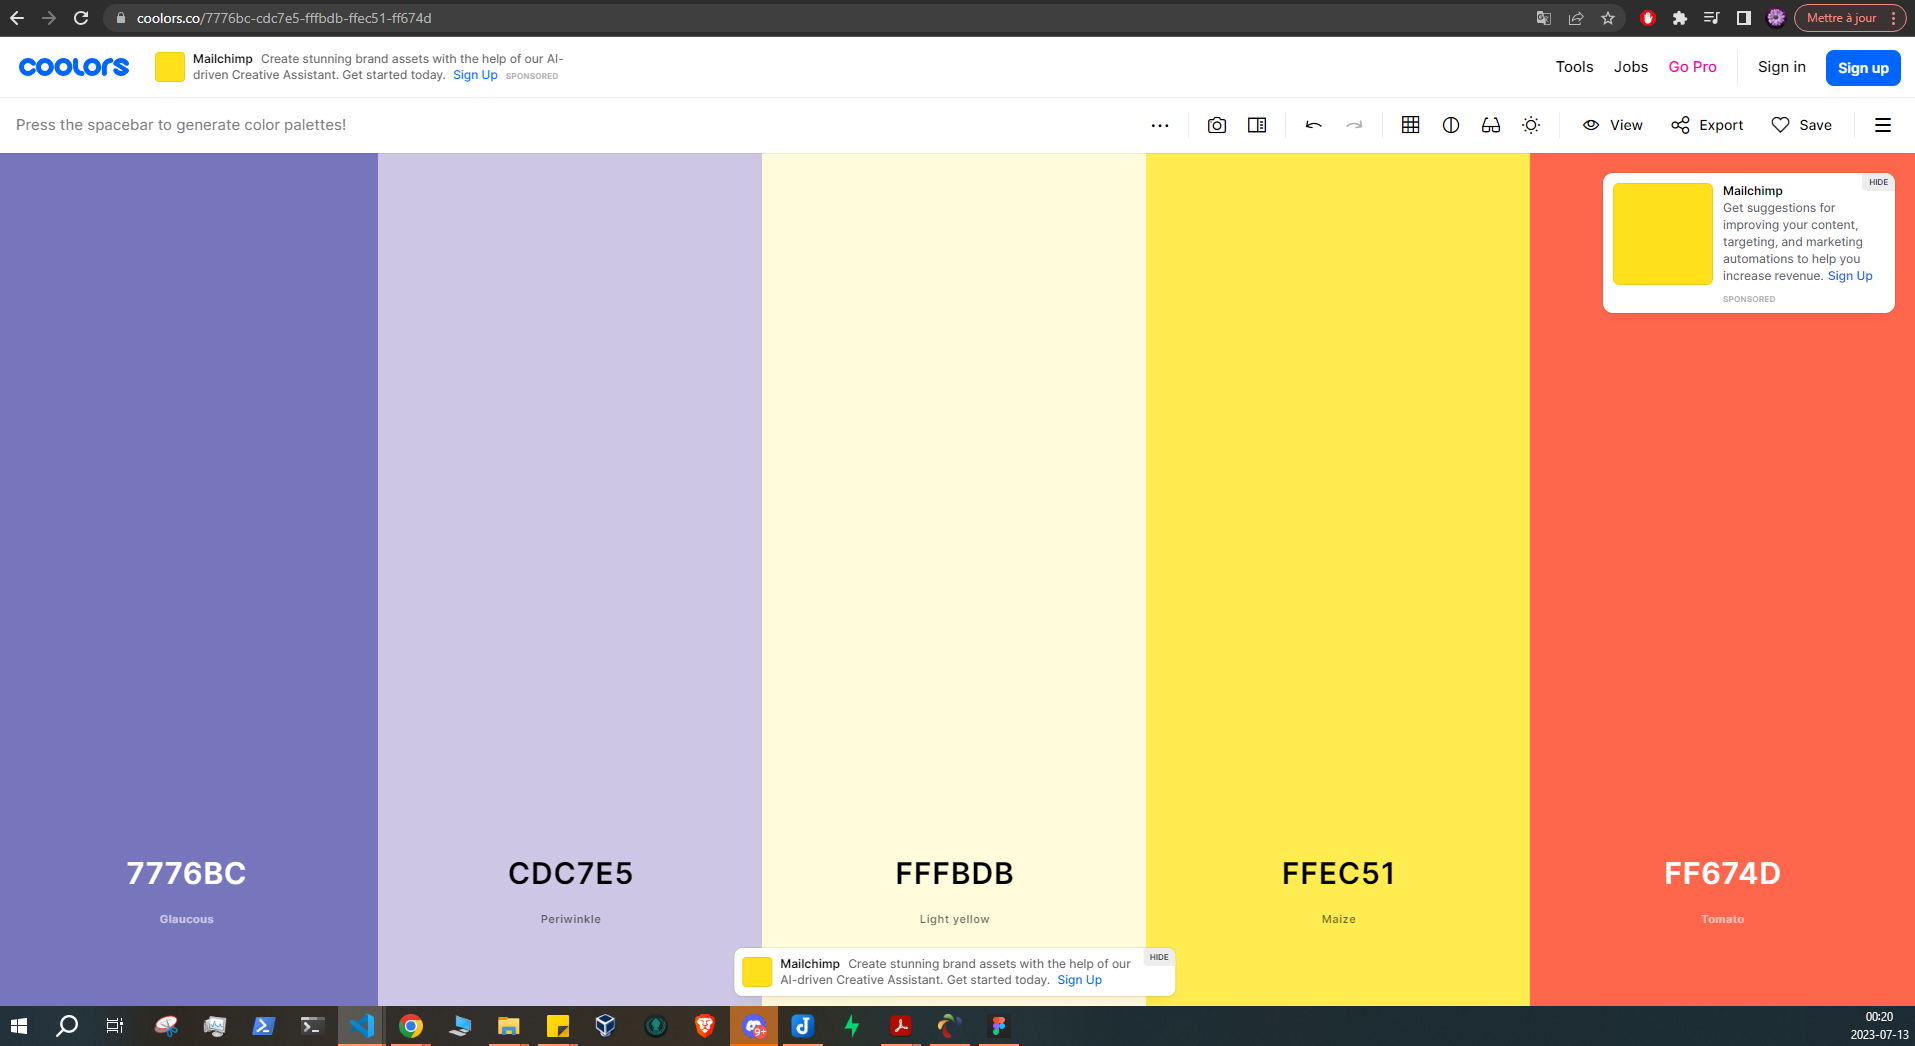 coolors.co/7776bc-cdc7e5-fffbdb-ffec51-ff674d
Mettre à jour
coolors
Mailchimp Create stunning brand assets with the help of our AI-
driven Creative Assistant. Get started today. Sign Up SPONSORED
Tools Jobs Go Pro Sign in Sign up
Press the spacebar to generate color palettes!
View Export Save
HIDE
Mailchimp
Get suggestions for
improving your content,
targeting, and marketing
automations to help you
increase revenue. Sign Up
SPONSORED
7776BC CDC7E5 FFFBDB FFEC51 FF674D
Glaucous Periwinkle Light yellow Maize Tomato
HIDE
Mailchimp Create stunning brand assets with the help of our
AI-driven Creative Assistant. Get started today. Sign Up
9+
00:20
2023-07-13